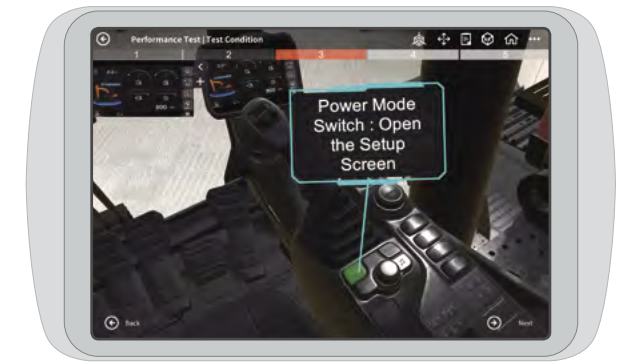 Performance Test | Test Condition
1 2 3 4 5
Power Mode
Switch : Open
the Setup
Screen
Back
Next